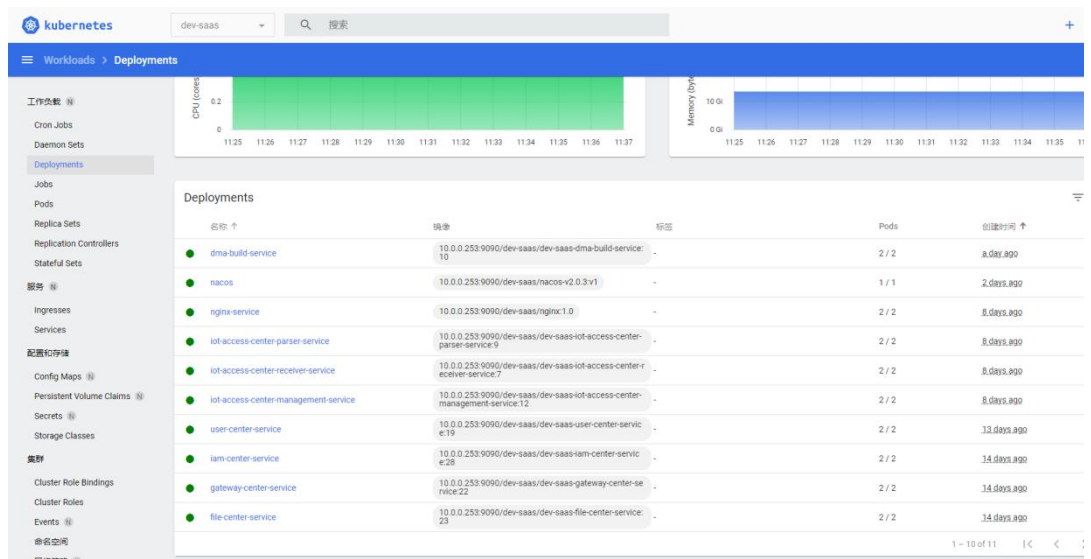 kubernetes
dev-saas
搜索
Workloads > Deployments
工作负载 N
Cron Jobs
Daemon Sets
Deployments
Jobs
Pods
Replica Sets
Replication Controllers
Stateful Sets
服务 N
Ingresses
Services
配置和存储
Config Maps N
Persistent Volume Claims N
Secrets N
Storage Classes
集群
Cluster Role Bindings
Cluster Roles
Events N
命名空间
CPU (cores
0.2
0
11:25 11:26 11:27 11:28 11:29 11:30 11:31 11:32 11:33 11:34 11:35 11:36 11:37
Memory (byte
10 Gi
0 Gi
11:25 11:26 11:27 11:28 11:29 11:30 11:31 11:32 11:33 11:34 11:35
Deployments
名称 镜像 标签 Pods 创建时间
dma-build-service 10.0.0.253:9090/dev-saas/dev-saas-dma-build-service: - 2 / 2 a day ago
10
nacos 10.0.0.253:9090/dev-saas/nacos-v2.0.3:v1 - 1 / 1 2 days ago
nginx-service 10.0.0.253:9090/dev-saas/nginx:1.0 - 2 / 2 8 days ago
iot-access-center-parser-service 10.0.0.253:9090/dev-saas/dev-saas-iot-access-center- - 2 / 2 8 days ago
parser-service:9
iot-access-center-receiver-service 10.0.0.253:9090/dev-saas/dev-saas-iot-access-center-r - 2 / 2 8 days ago
eceiver-service:7
iot-access-center-management-service 10.0.0.253:9090/dev-saas/dev-saas-iot-access-center- - 2 / 2 8 days ago
management-service:12
user-center-service 10.0.0.253:9090/dev-saas/dev-saas-user-center-servic - 2 / 2 13 days ago
e:19
iam-center-service 10.0.0.253:9090/dev-saas/dev-saas-iam-center-servic - 2 / 2 14 days ago
e:28
gateway-center-service 10.0.0.253:9090/dev-saas/dev-saas-gateway-center-se - 2 / 2 14 days ago
rvice:22
file-center-service 10.0.0.253:9090/dev-saas/dev-saas-file-center-service: - 2 / 2 14 days ago
23
1 – 10 of 11